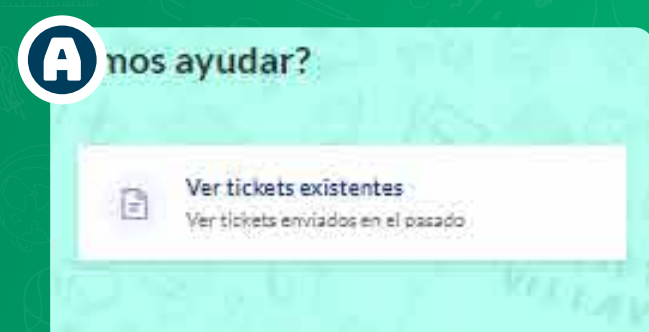 A
mos ayudar?
Ver tickets existentes
Ver tickets enviados en el pasado